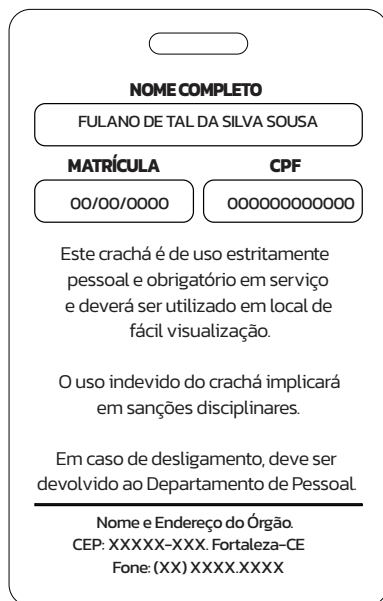 NOME COMPLETO
FULANO DE TAL DA SILVA SOUSA
MATRÍCULA CPF
00/00/0000 000000000000
Este crachá é de uso estritamente
pessoal e obrigatório em serviço
e deverá ser utilizado em local de
fácil visualização.
O uso indevido do crachá implicará
em sanções disciplinares.
Em caso de desligamento, deve ser
devolvido ao Departamento de Pessoal.
Nome e Endereço do Órgão.
CEP: XXXXX-XXX. Fortaleza-CE
Fone: (XX) XXXX.XXXX